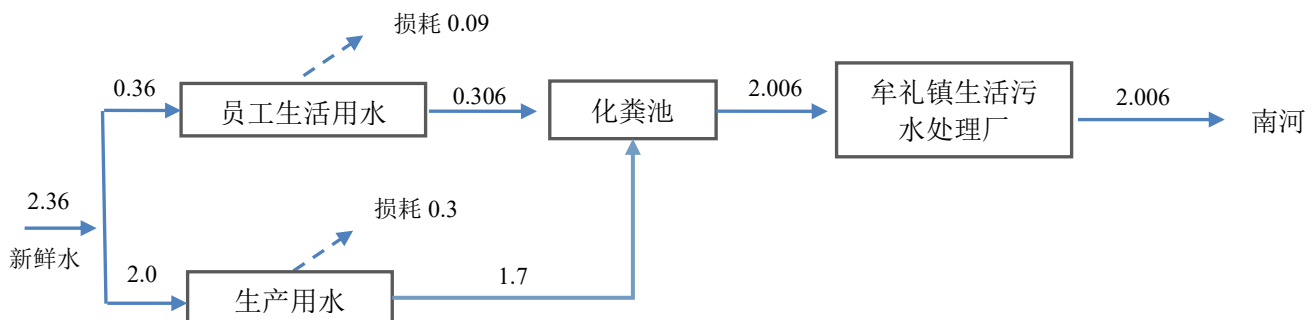 损耗 0.09
0.36
员工生活用水
0.306
化粪池
2.006
牟礼镇生活污
水处理厂
2.006
南河
2.36
新鲜水
损耗 0.3
2.0
生产用水
1.7